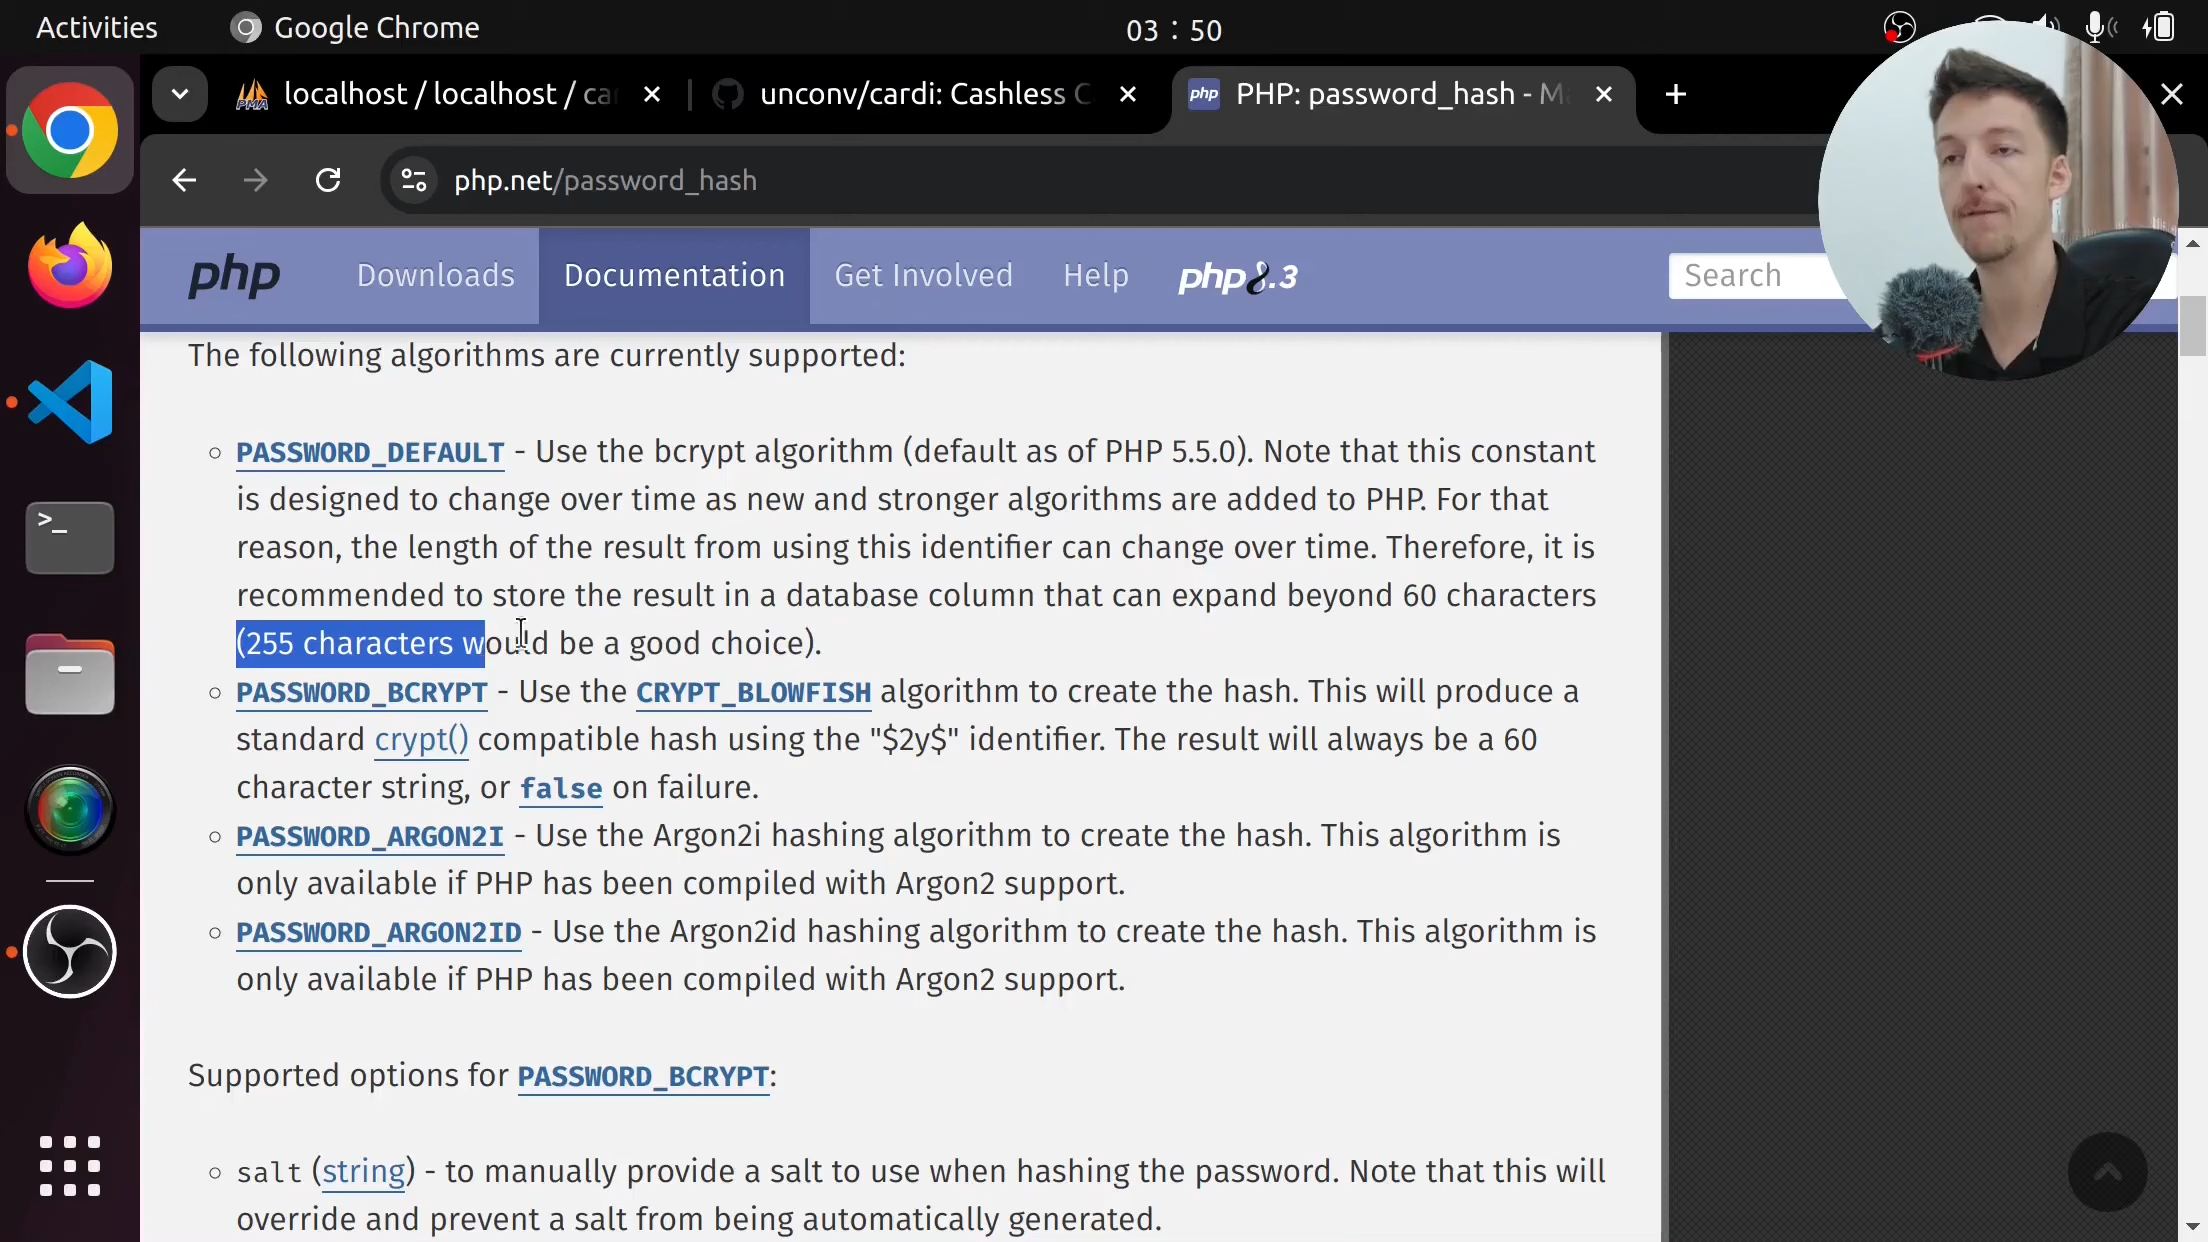 Activities
Google Chrome
03 : 50
localhost / localhost / ca
unconv/cardi: Cashless C
php
PHP: password_hash - M
php.net/password_hash
php
Downloads
Documentation
Get Involved
Help
php8.3
Search
The following algorithms are currently supported:
PASSWORD_DEFAULT - Use the bcrypt algorithm (default as of PHP 5.5.0). Note that this constant
is designed to change over time as new and stronger algorithms are added to PHP. For that
reason, the length of the result from using this identifier can change over time. Therefore, it is
recommended to store the result in a database column that can expand beyond 60 characters
(255 characters would be a good choice).
PASSWORD_BCRYPT - Use the CRYPT_BLOWFISH algorithm to create the hash. This will produce a
standard crypt() compatible hash using the "$2y$" identifier. The result will always be a 60
character string, or false on failure.
PASSWORD_ARGON2I - Use the Argon2i hashing algorithm to create the hash. This algorithm is
only available if PHP has been compiled with Argon2 support.
PASSWORD_ARGON2ID - Use the Argon2id hashing algorithm to create the hash. This algorithm is
only available if PHP has been compiled with Argon2 support.
Supported options for PASSWORD_BCRYPT:
salt (string) - to manually provide a salt to use when hashing the password. Note that this will
override and prevent a salt from being automatically generated.